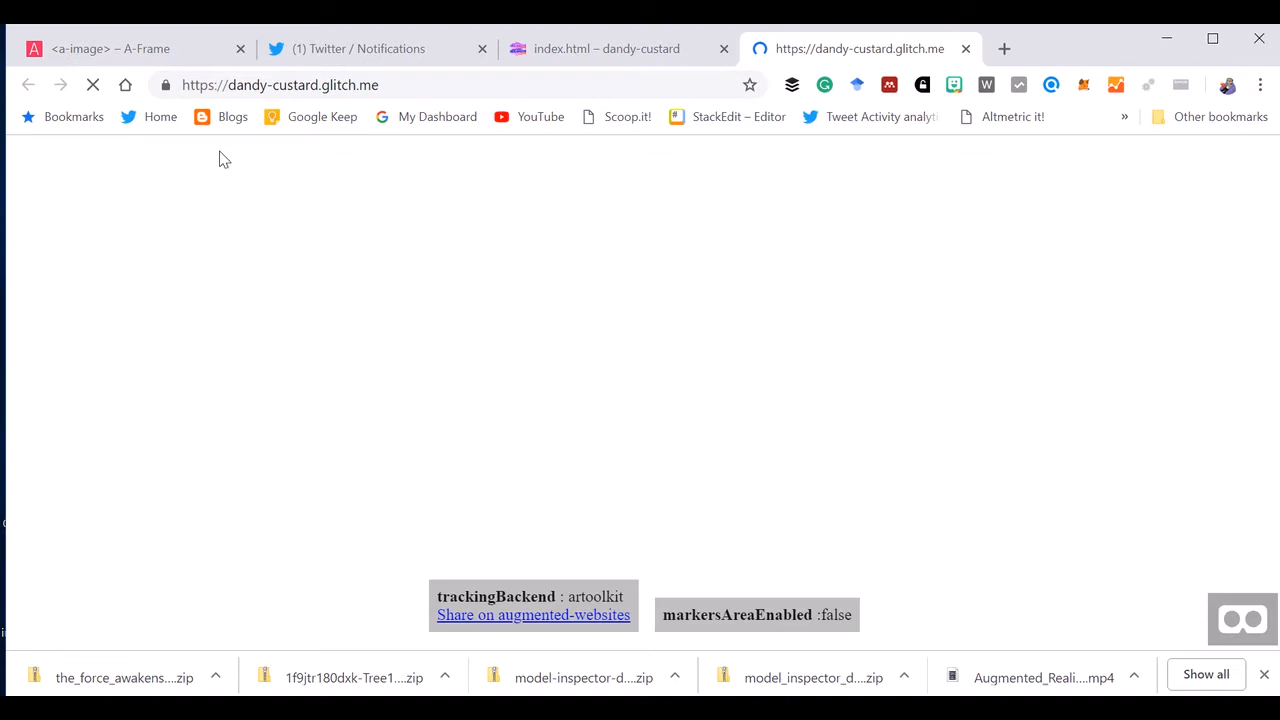 <a-image> – A-Frame
(1) Twitter / Notifications
index.html – dandy-custard
https://dandy-custard.glitch.me
https://dandy-custard.glitch.me
Bookmarks
Home
Blogs
Google Keep
My Dashboard
YouTube
Scoop.it!
StackEdit – Editor
Tweet Activity analyti
Altmetric it!
»
Other bookmarks
trackingBackend : artoolkit
Share on augmented-websites
markersAreaEnabled :false
the_force_awakens....zip
1f9jtr180dxk-Tree1....zip
model-inspector-d....zip
model_inspector_d....zip
Augmented_Reali....mp4
Show all